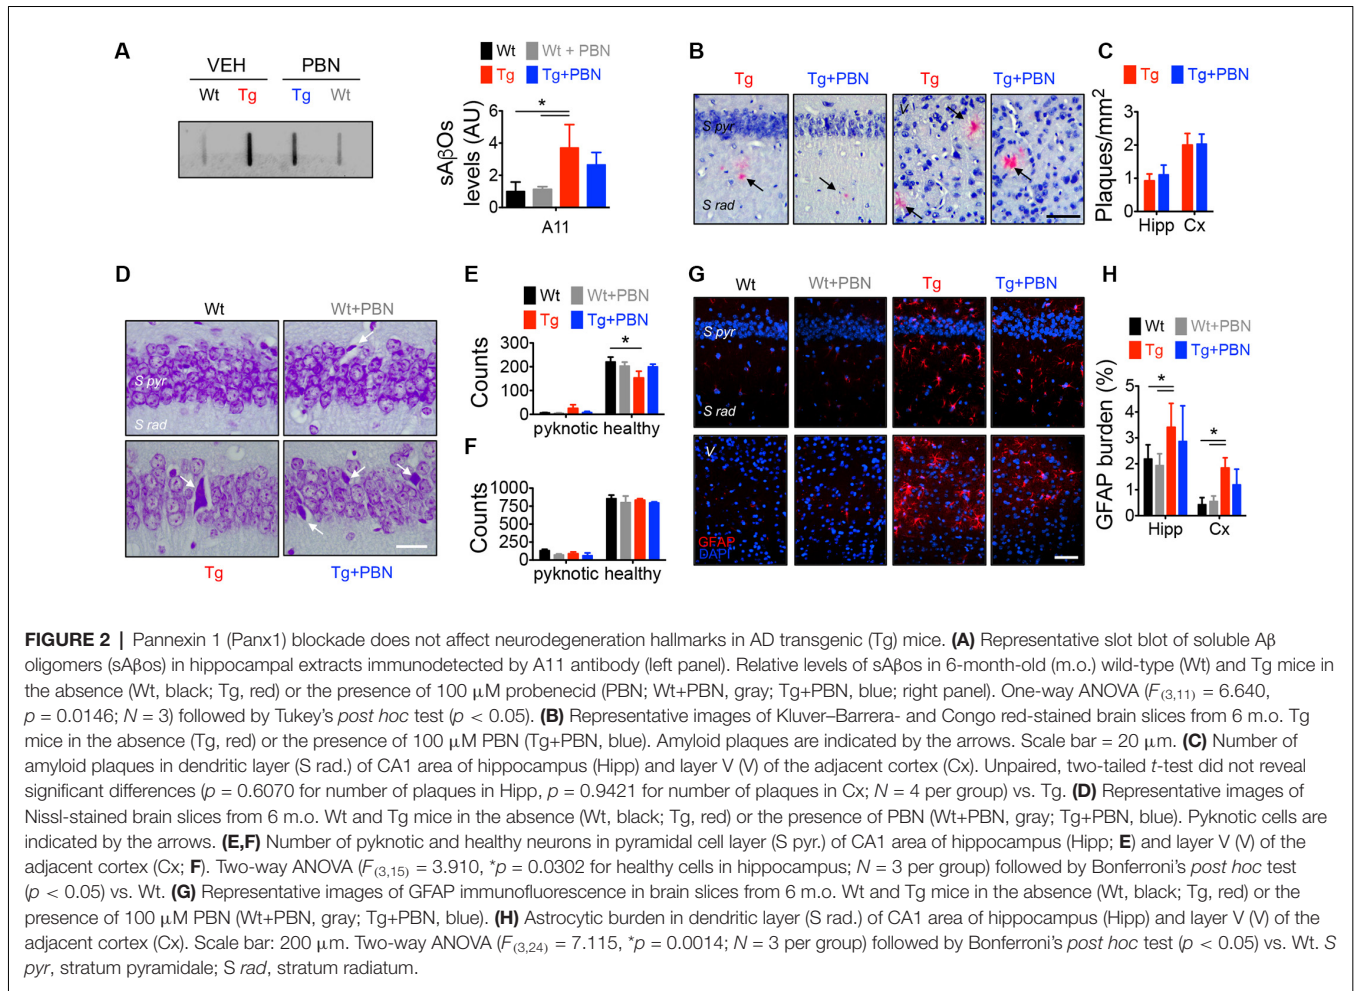 A
VEH PBN
Wt Tg Tg Wt
Wt Wt + PBN
Tg Tg+PBN
sAβOs
levels (AU)
6
4
2
0
*
A11
B
Tg Tg+PBN Tg Tg+PBN
S pyr
S rad
V
C
Tg Tg+PBN
Plaques/mm2
3
2
1
0
Hipp Cx
D
Wt Wt+PBN
S pyr
S rad
Tg Tg+PBN
E
Wt Wt+PBN
Tg Tg+PBN
Counts
300
200
100
0
*
pyknotic healthy
F
Counts
1000
750
500
250
0
pyknotic healthy
G
Wt Wt+PBN Tg Tg+PBN
S pyr
S rad
V
GFAP
DAPI
H
Wt Wt+PBN
Tg Tg+PBN
GFAP burden (%)
5
4
3
2
1
0
*
*
Hipp Cx
FIGURE 2 | Pannexin 1 (Panx1) blockade does not affect neurodegeneration hallmarks in AD transgenic (Tg) mice. (A) Representative slot blot of soluble Aβ
oligomers (sAβos) in hippocampal extracts immunodetected by A11 antibody (left panel). Relative levels of sAβos in 6-month-old (m.o.) wild-type (Wt) and Tg mice in
the absence (Wt, black; Tg, red) or the presence of 100 μM probenecid (PBN; Wt+PBN, gray; Tg+PBN, blue; right panel). One-way ANOVA (F(3,11) = 6.640,
p = 0.0146; N = 3) followed by Tukey's post hoc test (p < 0.05). (B) Representative images of Kluver–Barrera- and Congo red-stained brain slices from 6 m.o. Tg
mice in the absence (Tg, red) or the presence of 100 μM PBN (Tg+PBN, blue). Amyloid plaques are indicated by the arrows. Scale bar = 20 μm. (C) Number of
amyloid plaques in dendritic layer (S rad.) of CA1 area of hippocampus (Hipp) and layer V (V) of the adjacent cortex (Cx). Unpaired, two-tailed t-test did not reveal
significant differences (p = 0.6070 for number of plaques in Hipp, p = 0.9421 for number of plaques in Cx; N = 4 per group) vs. Tg. (D) Representative images of
Nissl-stained brain slices from 6 m.o. Wt and Tg mice in the absence (Wt, black; Tg, red) or the presence of PBN (Wt+PBN, gray; Tg+PBN, blue). Pyknotic cells are
indicated by the arrows. (E,F) Number of pyknotic and healthy neurons in pyramidal cell layer (S pyr.) of CA1 area of hippocampus (Hipp; E) and layer V (V) of the
adjacent cortex (Cx; F). Two-way ANOVA (F(3,15) = 3.910, *p = 0.0302 for healthy cells in hippocampus; N = 3 per group) followed by Bonferroni's post hoc test
(p < 0.05) vs. Wt. (G) Representative images of GFAP immunofluorescence in brain slices from 6 m.o. Wt and Tg mice in the absence (Wt, black; Tg, red) or the
presence of 100 μM PBN (Wt+PBN, gray; Tg+PBN, blue). (H) Astrocytic burden in dendritic layer (S rad.) of CA1 area of hippocampus (Hipp) and layer V (V) of the
adjacent cortex (Cx). Scale bar: 200 μm. Two-way ANOVA (F(3,24) = 7.115, *p = 0.0014; N = 3 per group) followed by Bonferroni's post hoc test (p < 0.05) vs. Wt. S
pyr, stratum pyramidale; S rad, stratum radiatum.